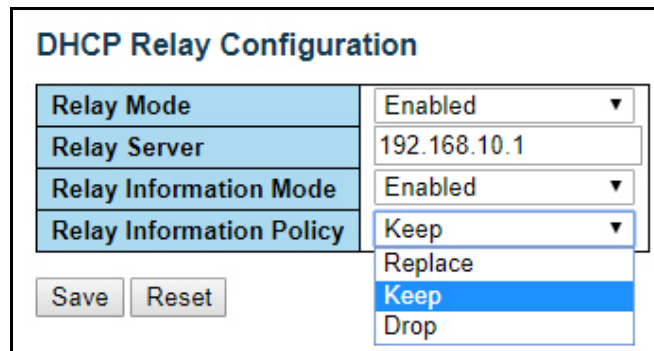 DHCP Relay Configuration
Relay Mode Enabled
Relay Server 192.168.10.1
Relay Information Mode Enabled
Relay Information Policy Keep
Replace
Keep
Drop
Save Reset